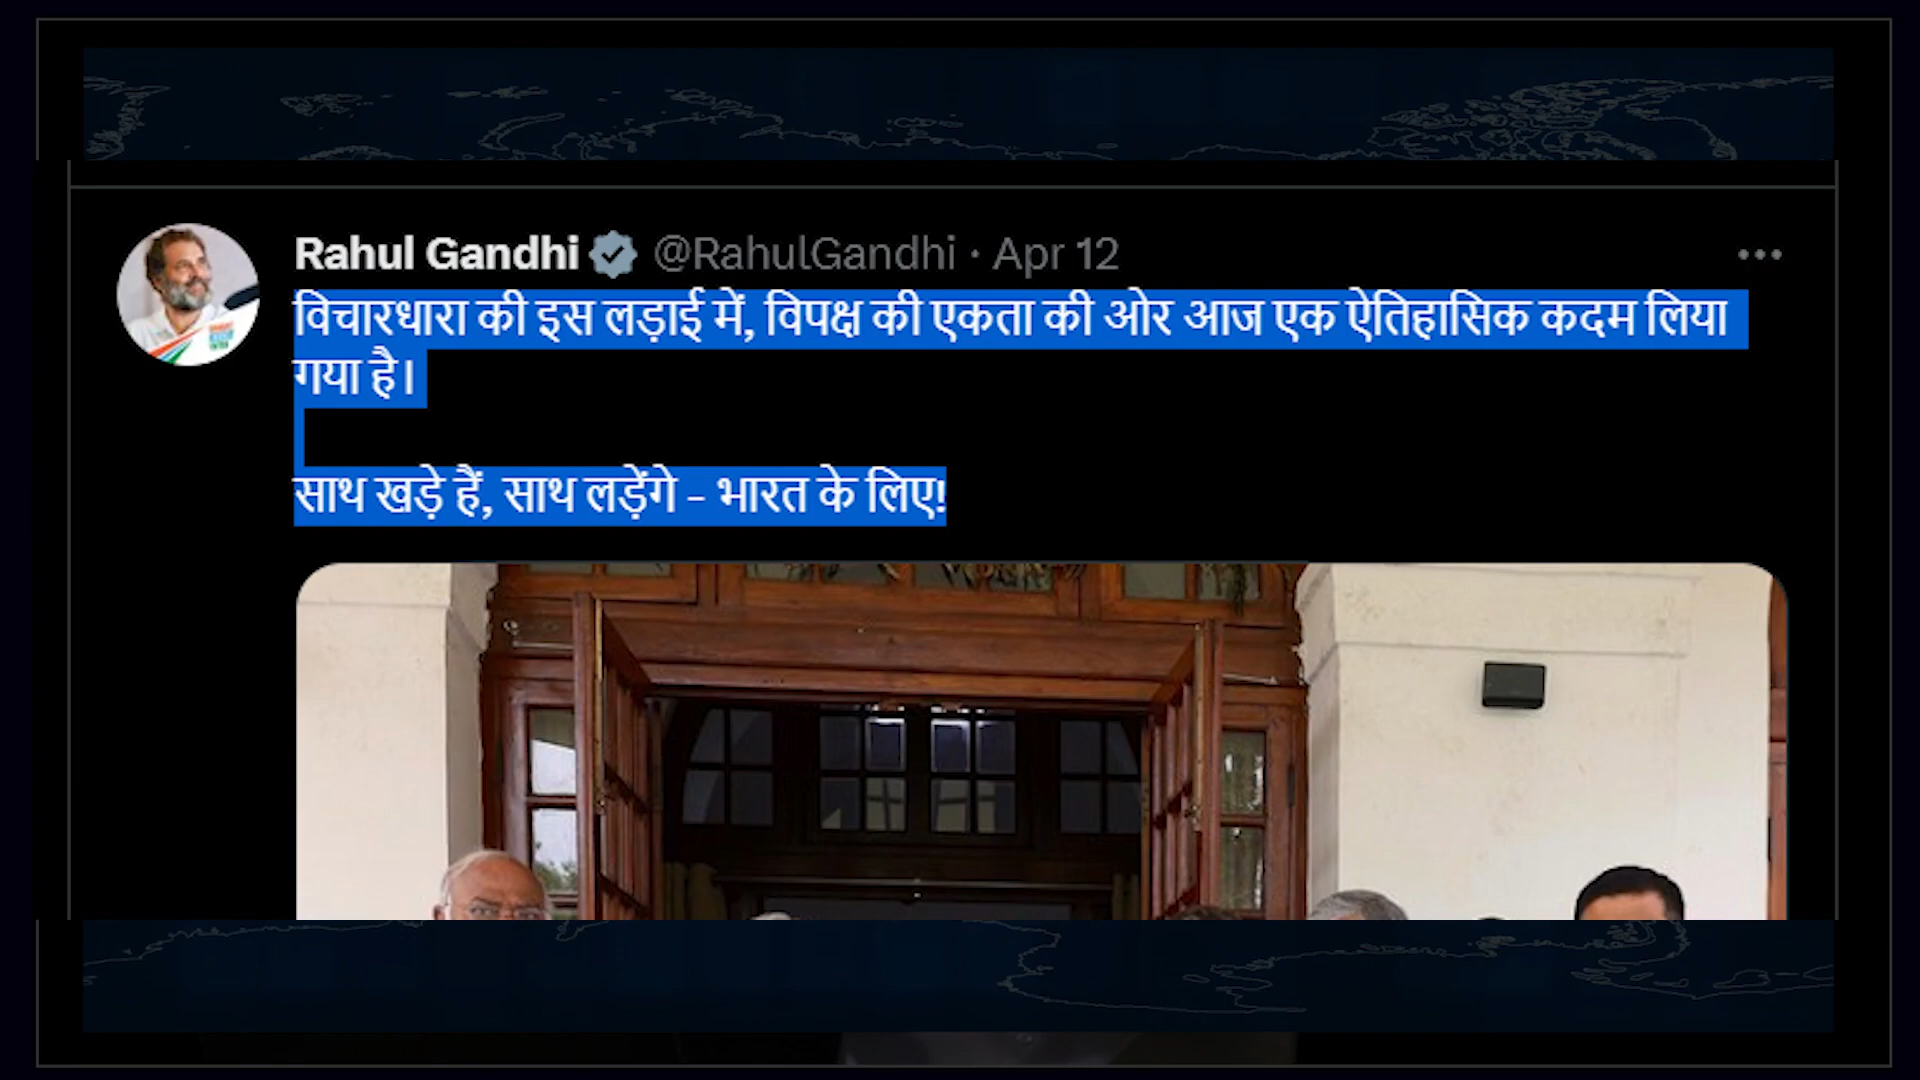 Rahul Gandhi @RahulGandhi · Apr 12
विचारधारा की इस लड़ाई में, विपक्ष की एकता की ओर आज एक ऐतिहासिक कदम लिया
गया है।
साथ खड़े हैं, साथ लड़ेंगे - भारत के लिए!